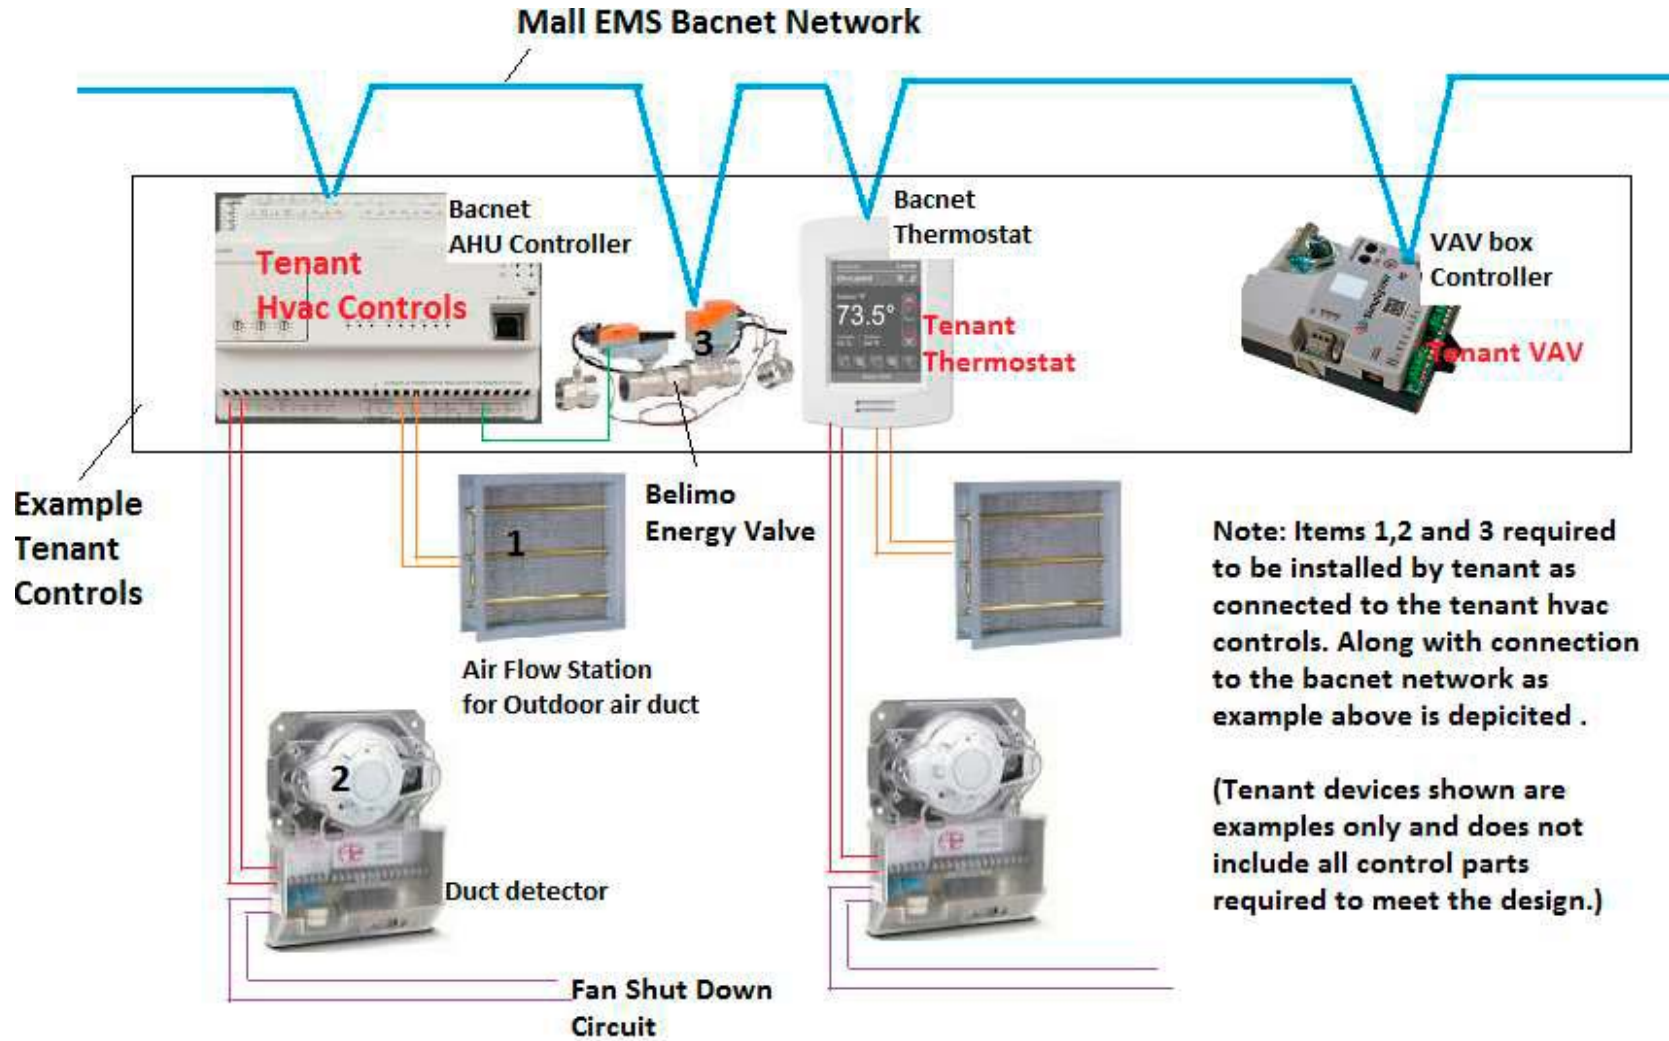 Mall EMS Bacnet Network
Bacnet
AHU Controller
Tenant
Hvac Controls
3
Bacnet
Thermostat
73.5°
Tenant
Thermostat
VAV box
Controller
Tenant VAV
Example
Tenant
Controls
1
Belimo
Energy Valve
Air Flow Station
for Outdoor air duct
2
Duct detector
Fan Shut Down
Circuit
Note: Items 1,2 and 3 required
to be installed by tenant as
connected to the tenant hvac
controls. Along with connection
to the bacnet network as
example above is depicited .
(Tenant devices shown are
examples only and does not
include all control parts
required to meet the design.)